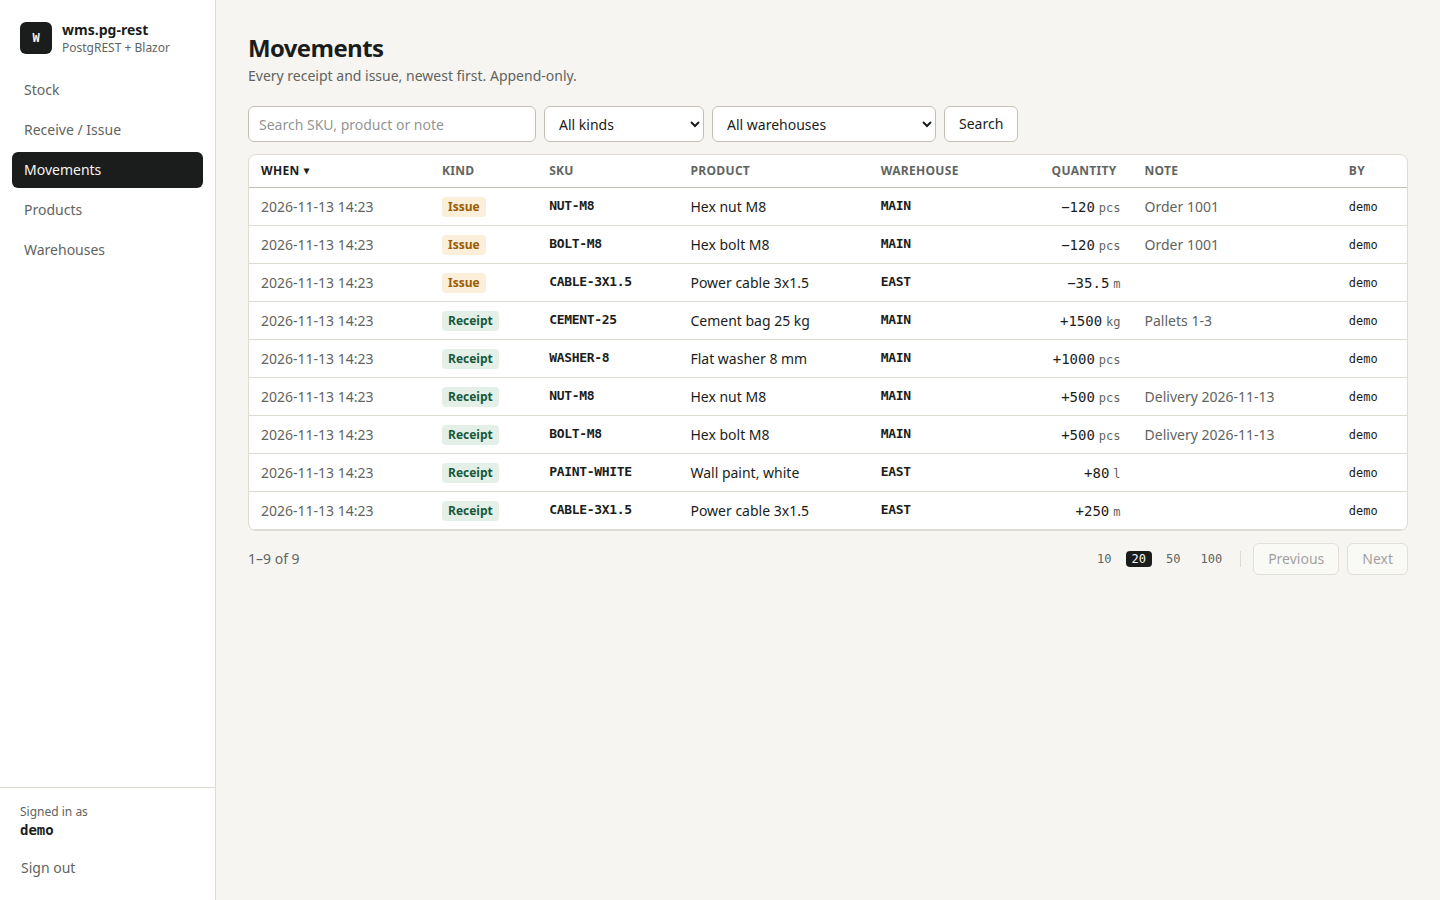 W
wms.pg-rest
PostgREST + Blazor
Stock
Receive / Issue
Movements
Products
Warehouses
Signed in as
demo
Sign out
Movements
Every receipt and issue, newest first. Append-only.
Search SKU, product or note
All kinds
All warehouses
Search
WHEN ▾ KIND SKU PRODUCT WAREHOUSE QUANTITY NOTE BY
2026-11-13 14:23 Issue NUT-M8 Hex nut M8 MAIN −120 pcs Order 1001 demo
2026-11-13 14:23 Issue BOLT-M8 Hex bolt M8 MAIN −120 pcs Order 1001 demo
2026-11-13 14:23 Issue CABLE-3X1.5 Power cable 3x1.5 EAST −35.5 m demo
2026-11-13 14:23 Receipt CEMENT-25 Cement bag 25 kg MAIN +1500 kg Pallets 1-3 demo
2026-11-13 14:23 Receipt WASHER-8 Flat washer 8 mm MAIN +1000 pcs demo
2026-11-13 14:23 Receipt NUT-M8 Hex nut M8 MAIN +500 pcs Delivery 2026-11-13 demo
2026-11-13 14:23 Receipt BOLT-M8 Hex bolt M8 MAIN +500 pcs Delivery 2026-11-13 demo
2026-11-13 14:23 Receipt PAINT-WHITE Wall paint, white EAST +80 l demo
2026-11-13 14:23 Receipt CABLE-3X1.5 Power cable 3x1.5 EAST +250 m demo
1–9 of 9
10 20 50 100 Previous Next